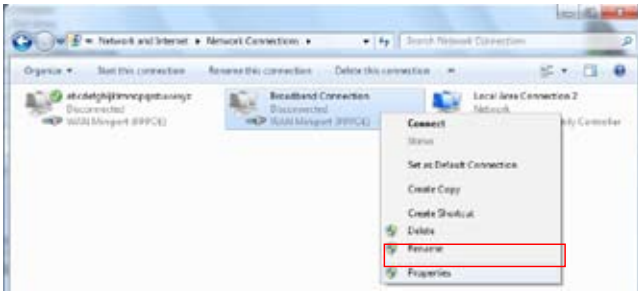 Network and Internet Network Connections Search Network Connections
Organize Start this connection Rename this connection Delete this connection
Broadband Connection
Disconnected
WAN Miniport (PPPOE)
Disconnected
WAN Miniport (PPPOE)
Local Area Connection 2
Network
Controller
Connect
Status
Set as Default Connection
Create Copy
Create Shortcut
Delete
Rename
Properties